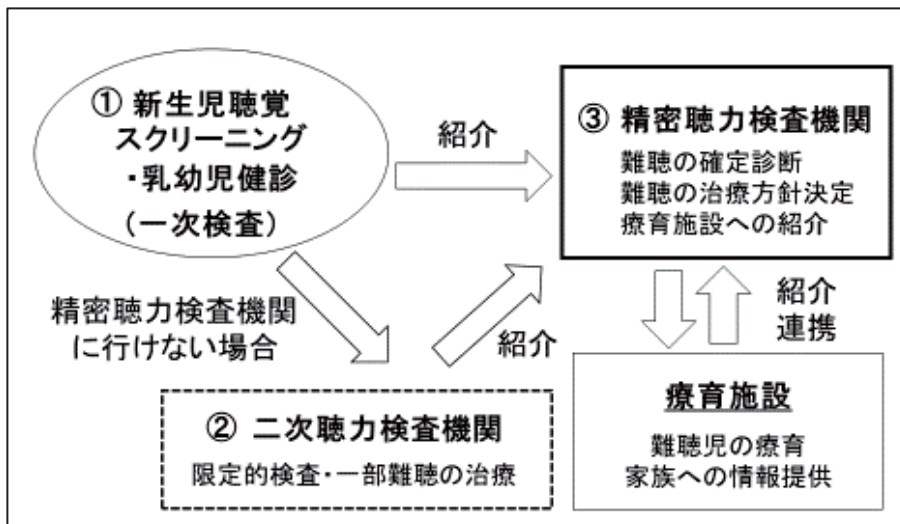 ① 新生児聴覚
スクリーニング
・乳幼児健診
(一次検査)
紹介
③ 精密聴力検査機関
難聴の確定診断
難聴の治療方針決定
療育施設への紹介
精密聴力検査機関
に行けない場合
紹介
紹介
連携
② 二次聴力検査機関
限定的検査・一部難聴の治療
療育施設
難聴児の療育
家族への情報提供